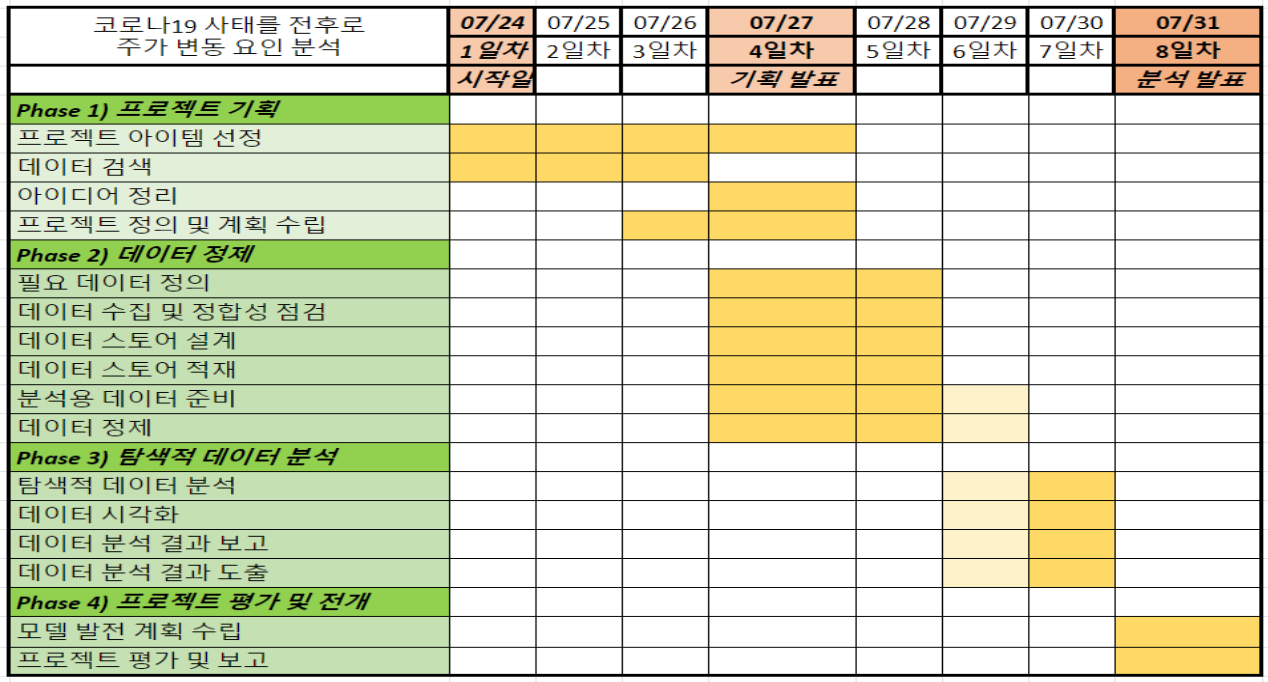 코로나19 사태를 전후로
주가 변동 요인 분석
07/24 07/25 07/26 07/27 07/28 07/29 07/30 07/31
1일차 2일차 3일차 4일차 5일차 6일차 7일차 8일차
시작일 기획 발표 분석 발표
Phase 1) 프로젝트 기획
프로젝트 아이템 선정
데이터 검색
아이디어 정리
프로젝트 정의 및 계획 수립
Phase 2) 데이터 정제
필요 데이터 정의
데이터 수집 및 정합성 점검
데이터 스토어 설계
데이터 스토어 적재
분석용 데이터 준비
데이터 정제
Phase 3) 탐색적 데이터 분석
탐색적 데이터 분석
데이터 시각화
데이터 분석 결과 보고
데이터 분석 결과 도출
Phase 4) 프로젝트 평가 및 전개
모델 발전 계획 수립
프로젝트 평가 및 보고